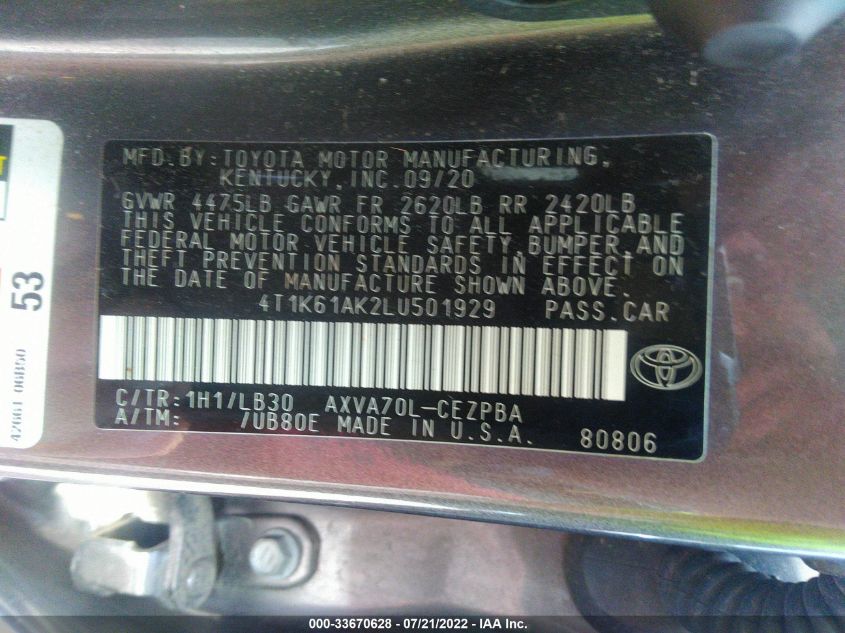 MFD.BY:TOYOTA MOTOR MANUFACTURING,
KENTUCKY,INC.09/20
GVWR 4475LB GAWR FR 2620LB RR 2420LB
THIS VEHICLE CONFORMS TO ALL APPLICABLE
FEDERAL MOTOR VEHICLE SAFETY BUMPER,AND
THEFT PREVENTION STANDARDS IN EFFECT ON
THE DATE OF MANUFACTURE SHOWN ABOVE.
4T1K61AK2LU501929 PASS.CAR
C/TR:1H1/LB30 AXVA70L-CEZPBA
A/TM: /UB80E MADE IN U.S.A. 80806
53
42661-06B50
000-33670628 - 07/21/2022 - IAA Inc.